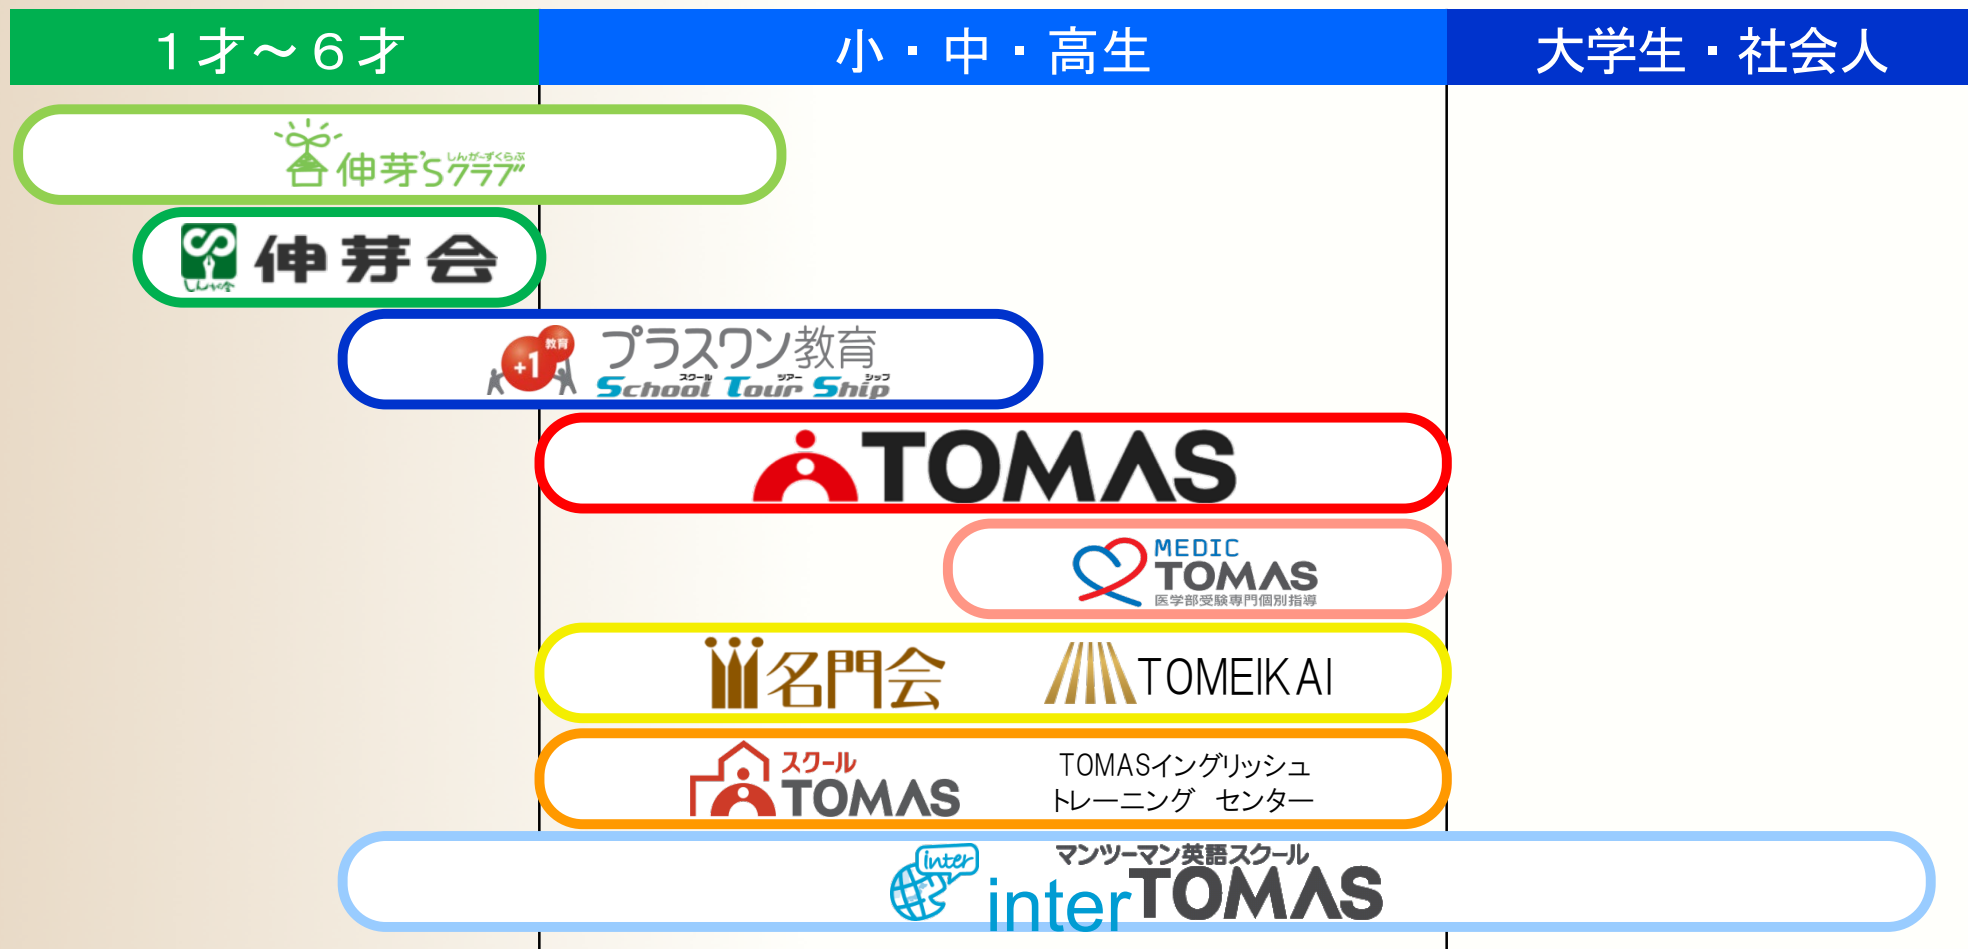 １才～６才
小・中・高生
大学生・社会人
伸芽'Sクラブ
しんが～ずくらぶ
伸芽会
しんが会
+1
教育
プラスワン教育
スクール ツアー シップ
School Tour Ship
TOMAS
MEDIC
TOMAS
医学部受験専門個別指導
名門会
TOMEIKAI
スクール
TOMAS
TOMASイングリッシュ
トレーニング　センター
inter
マンツーマン英語スクール
interTOMAS